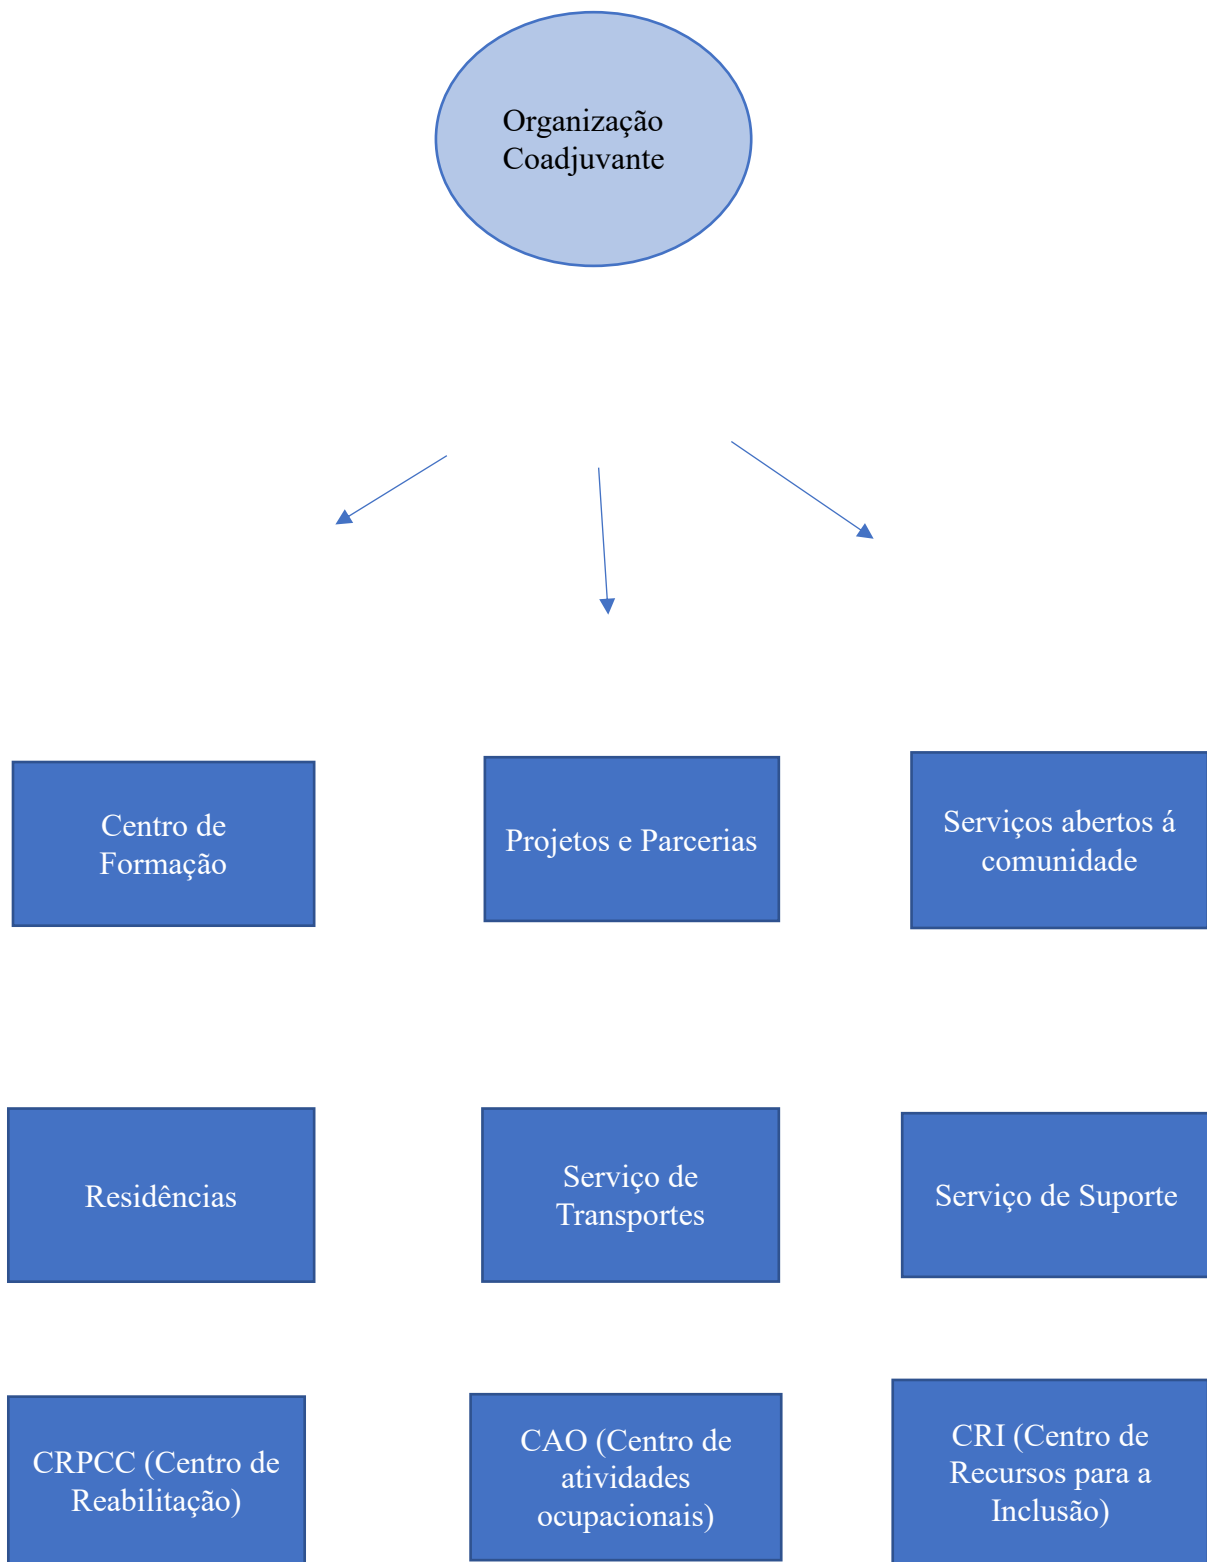 Organização
Coadjuvante
Centro de
Formação
Projetos e Parcerias
Serviços abertos á
comunidade
Residências
Serviço de
Transportes
Serviço de Suporte
CRPCC (Centro de
Reabilitação)
CAO (Centro de
atividades
ocupacionais)
CRI (Centro de
Recursos para a
Inclusão)